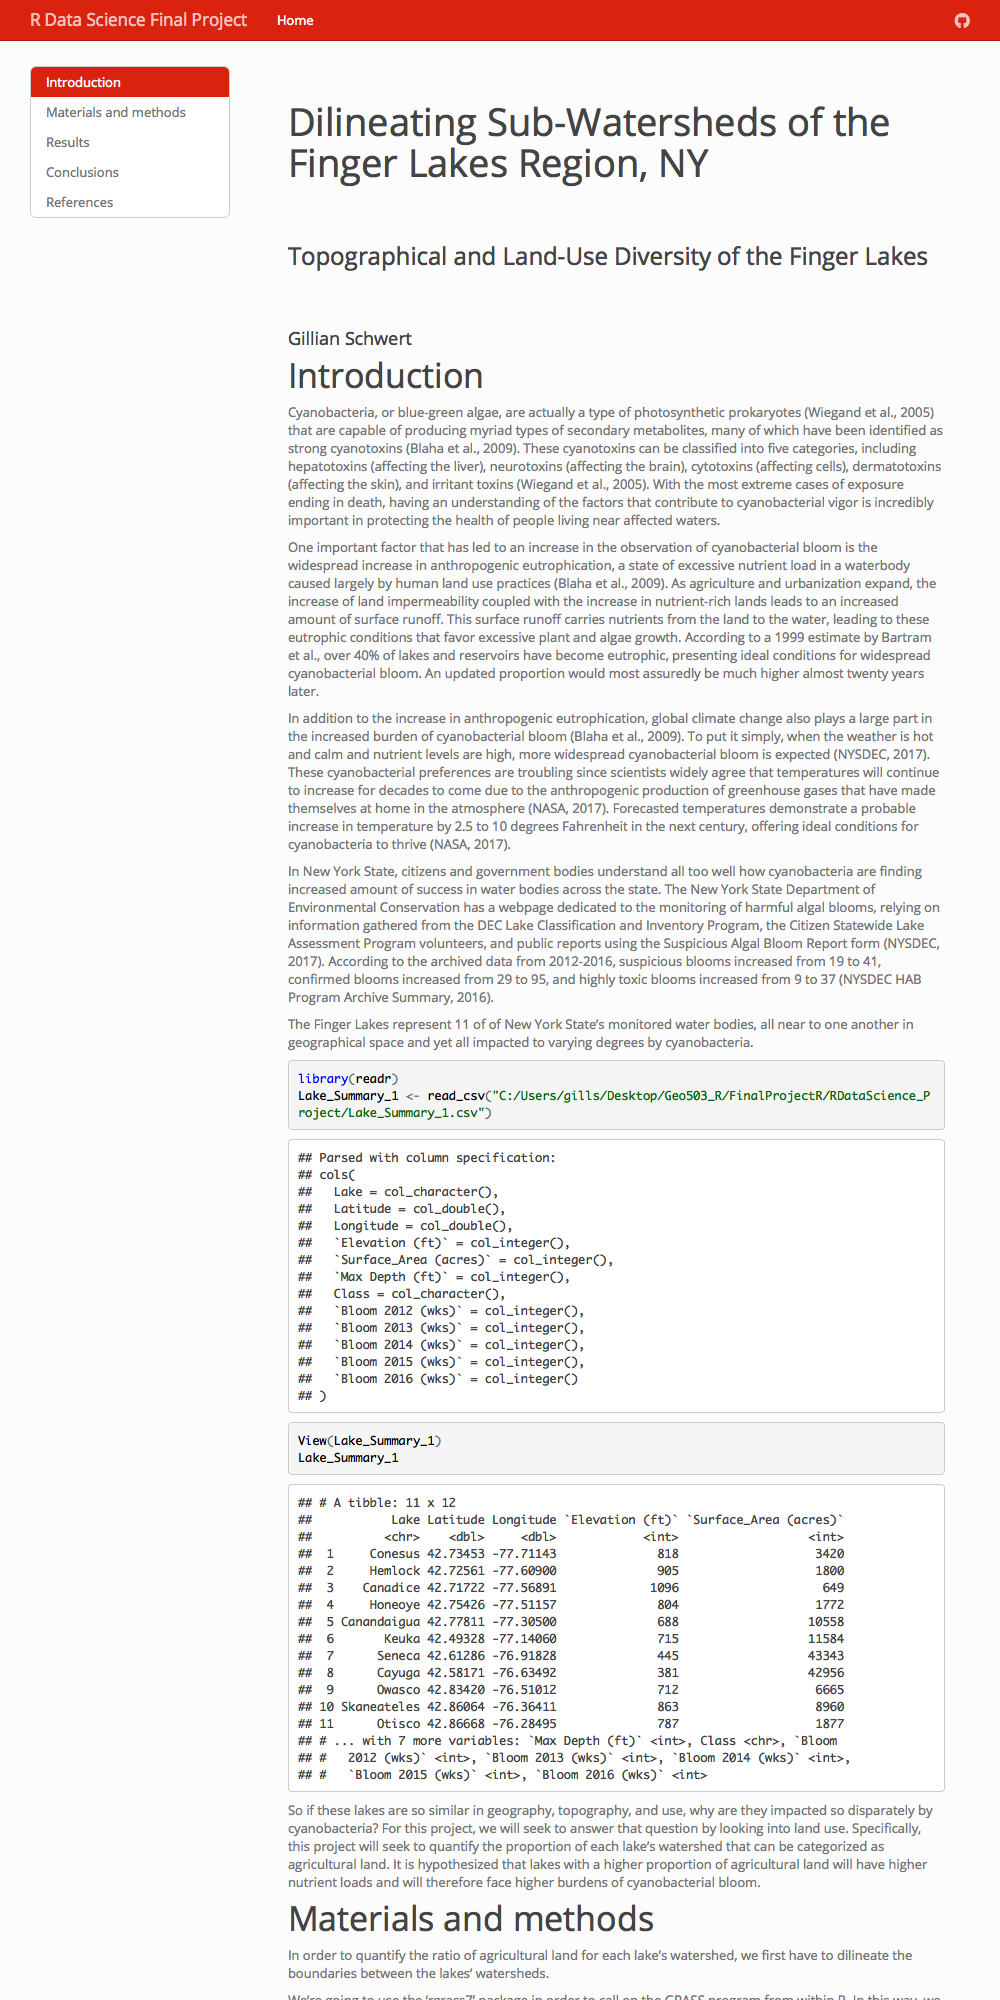 R Data Science Final Project Home
Introduction
Materials and methods
Results
Conclusions
References
Dilineating Sub-Watersheds of the
Finger Lakes Region, NY
Topographical and Land-Use Diversity of the Finger Lakes
Gillian Schwert
Introduction
Cyanobacteria, or blue-green algae, are actually a type of photosynthetic prokaryotes (Wiegand et al., 2005)
that are capable of producing myriad types of secondary metabolites, many of which have been identified as
strong cyanotoxins (Blaha et al., 2009). These cyanotoxins can be classified into five categories, including
hepatotoxins (affecting the liver), neurotoxins (affecting the brain), cytotoxins (affecting cells), dermatotoxins
(affecting the skin), and irritant toxins (Wiegand et al., 2005). With the most extreme cases of exposure
ending in death, having an understanding of the factors that contribute to cyanobacterial vigor is incredibly
important in protecting the health of people living near affected waters.
One important factor that has led to an increase in the observation of cyanobacterial bloom is the
widespread increase in anthropogenic eutrophication, a state of excessive nutrient load in a waterbody
caused largely by human land use practices (Blaha et al., 2009). As agriculture and urbanization expand, the
increase of land impermeability coupled with the increase in nutrient-rich lands leads to an increased
amount of surface runoff. This surface runoff carries nutrients from the land to the water, leading to these
eutrophic conditions that favor excessive plant and algae growth. According to a 1999 estimate by Bartram
et al., over 40% of lakes and reservoirs have become eutrophic, presenting ideal conditions for widespread
cyanobacterial bloom. An updated proportion would most assuredly be much higher almost twenty years
later.
In addition to the increase in anthropogenic eutrophication, global climate change also plays a large part in
the increased burden of cyanobacterial bloom (Blaha et al., 2009). To put it simply, when the weather is hot
and calm and nutrient levels are high, more widespread cyanobacterial bloom is expected (NYSDEC, 2017).
These cyanobacterial preferences are troubling since scientists widely agree that temperatures will continue
to increase for decades to come due to the anthropogenic production of greenhouse gases that have made
themselves at home in the atmosphere (NASA, 2017). Forecasted temperatures demonstrate a probable
increase in temperature by 2.5 to 10 degrees Fahrenheit in the next century, offering ideal conditions for
cyanobacteria to thrive (NASA, 2017).
In New York State, citizens and government bodies understand all too well how cyanobacteria are finding
increased amount of success in water bodies across the state. The New York State Department of
Environmental Conservation has a webpage dedicated to the monitoring of harmful algal blooms, relying on
information gathered from the DEC Lake Classification and Inventory Program, the Citizen Statewide Lake
Assessment Program volunteers, and public reports using the Suspicious Algal Bloom Report form (NYSDEC,
2017). According to the archived data from 2012-2016, suspicious blooms increased from 19 to 41,
confirmed blooms increased from 29 to 95, and highly toxic blooms increased from 9 to 37 (NYSDEC HAB
Program Archive Summary, 2016).
The Finger Lakes represent 11 of of New York State's monitored water bodies, all near to one another in
geographical space and yet all impacted to varying degrees by cyanobacteria.
library(readr)
Lake_Summary_1 <- read_csv("C:/Users/gills/Desktop/Geo503_R/FinalProjectR/RDataScience_P
roject/Lake_Summary_1.csv")
## Parsed with column specification:
## cols(
##   Lake = col_character(),
##   Latitude = col_double(),
##   Longitude = col_double(),
##   `Elevation (ft)` = col_integer(),
##   `Surface_Area (acres)` = col_integer(),
##   `Max Depth (ft)` = col_integer(),
##   Class = col_character(),
##   `Bloom 2012 (wks)` = col_integer(),
##   `Bloom 2013 (wks)` = col_integer(),
##   `Bloom 2014 (wks)` = col_integer(),
##   `Bloom 2015 (wks)` = col_integer(),
##   `Bloom 2016 (wks)` = col_integer()
## )
View(Lake_Summary_1)
Lake_Summary_1
## # A tibble: 11 x 12
##           Lake Latitude Longitude `Elevation (ft)` `Surface_Area (acres)`
##          <chr>    <dbl>     <dbl>            <int>                  <int>
##  1     Conesus 42.73453 -77.71143              818                   3420
##  2     Hemlock 42.72561 -77.60900              905                   1800
##  3    Canadice 42.71722 -77.56891             1096                    649
##  4     Honeoye 42.75426 -77.51157              804                   1772
##  5 Canandaigua 42.77811 -77.30500              688                  10558
##  6       Keuka 42.49328 -77.14060              715                  11584
##  7      Seneca 42.61286 -76.91828              445                  43343
##  8      Cayuga 42.58171 -76.63492              381                  42956
##  9      Owasco 42.83420 -76.51012              712                   6665
## 10 Skaneateles 42.86064 -76.36411              863                   8960
## 11      Otisco 42.86668 -76.28495              787                   1877
## # ... with 7 more variables: `Max Depth (ft)` <int>, Class <chr>, `Bloom
## #   2012 (wks)` <int>, `Bloom 2013 (wks)` <int>, `Bloom 2014 (wks)` <int>,
## #   `Bloom 2015 (wks)` <int>, `Bloom 2016 (wks)` <int>
So if these lakes are so similar in geography, topography, and use, why are they impacted so disparately by
cyanobacteria? For this project, we will seek to answer that question by looking into land use. Specifically,
this project will seek to quantify the proportion of each lake's watershed that can be categorized as
agricultural land. It is hypothesized that lakes with a higher proportion of agricultural land will have higher
nutrient loads and will therefore face higher burdens of cyanobacterial bloom.
Materials and methods
In order to quantify the ratio of agricultural land for each lake's watershed, we first have to dilineate the
boundaries between the lakes' watersheds.
We're going to use the 'rgrass7' package in order to call on the GRASS program from within R. In this way, we